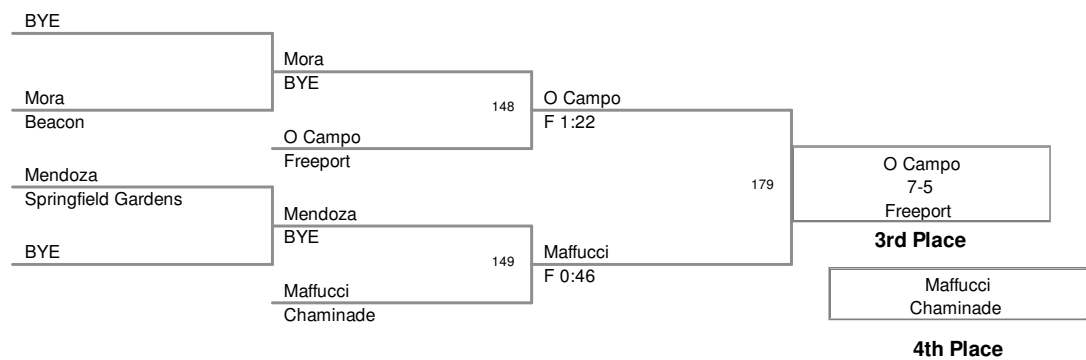 BYE
Mora
Beacon
Mendoza
Springfield Gardens
BYE
Mora
BYE
148
O Campo
Freeport
Mendoza
BYE
149
Maffucci
Chaminade
O Campo
F 1:22
179
Maffucci
F 0:46
O Campo
7-5
Freeport
3rd Place
Maffucci
Chaminade
4th Place